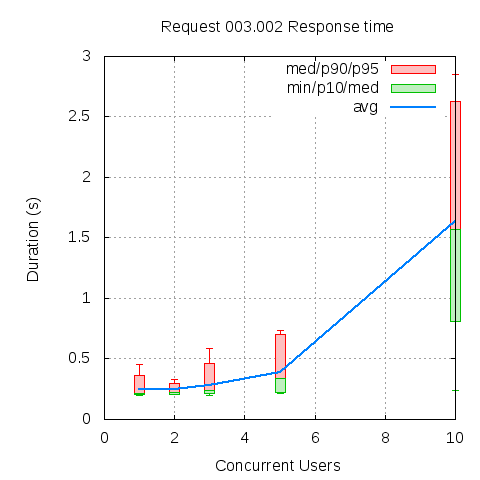 Request 003.002 Response time
med/p90/p95
min/p10/med
avg
3
2.5
2
1.5
1
0.5
0
Duration (s)
0 2 4 6 8 10
Concurrent Users